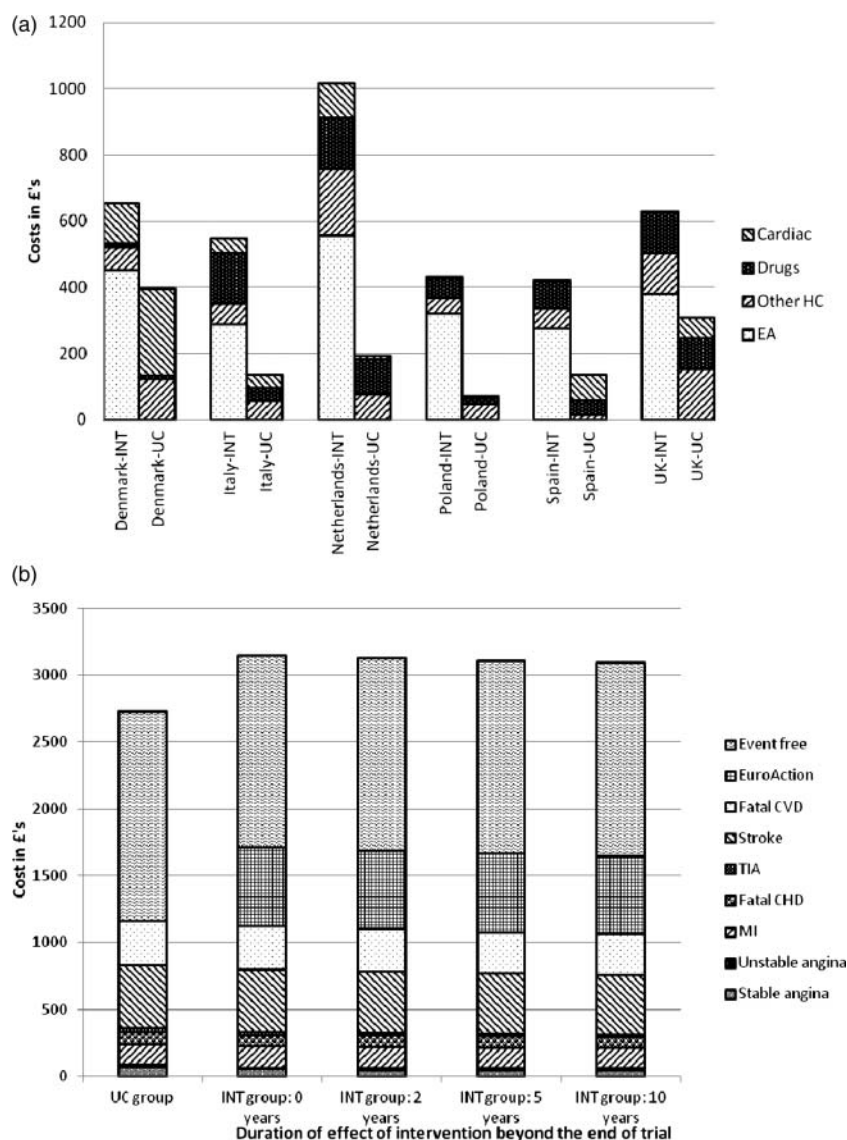 (a)
1200
1000
800
600
400
200
0
Costs in £'s
Denmark-INT
Denmark-UC
Italy-INT
Italy-UC
Netherlands-INT
Netherlands-UC
Poland-INT
Poland-UC
Spain-INT
Spain-UC
UK-INT
UK-UC
Cardiac
Drugs
Other HC
EA
(b)
3500
3000
2500
2000
1500
1000
500
0
Cost in £'s
UC group
INT group: 0 years
INT group: 2 years
INT group: 5 years
INT group: 10 years
Duration of effect of intervention beyond the end of trial
Event free
EuroAction
Fatal CVD
Stroke
TIA
Fatal CHD
MI
Unstable angina
Stable angina